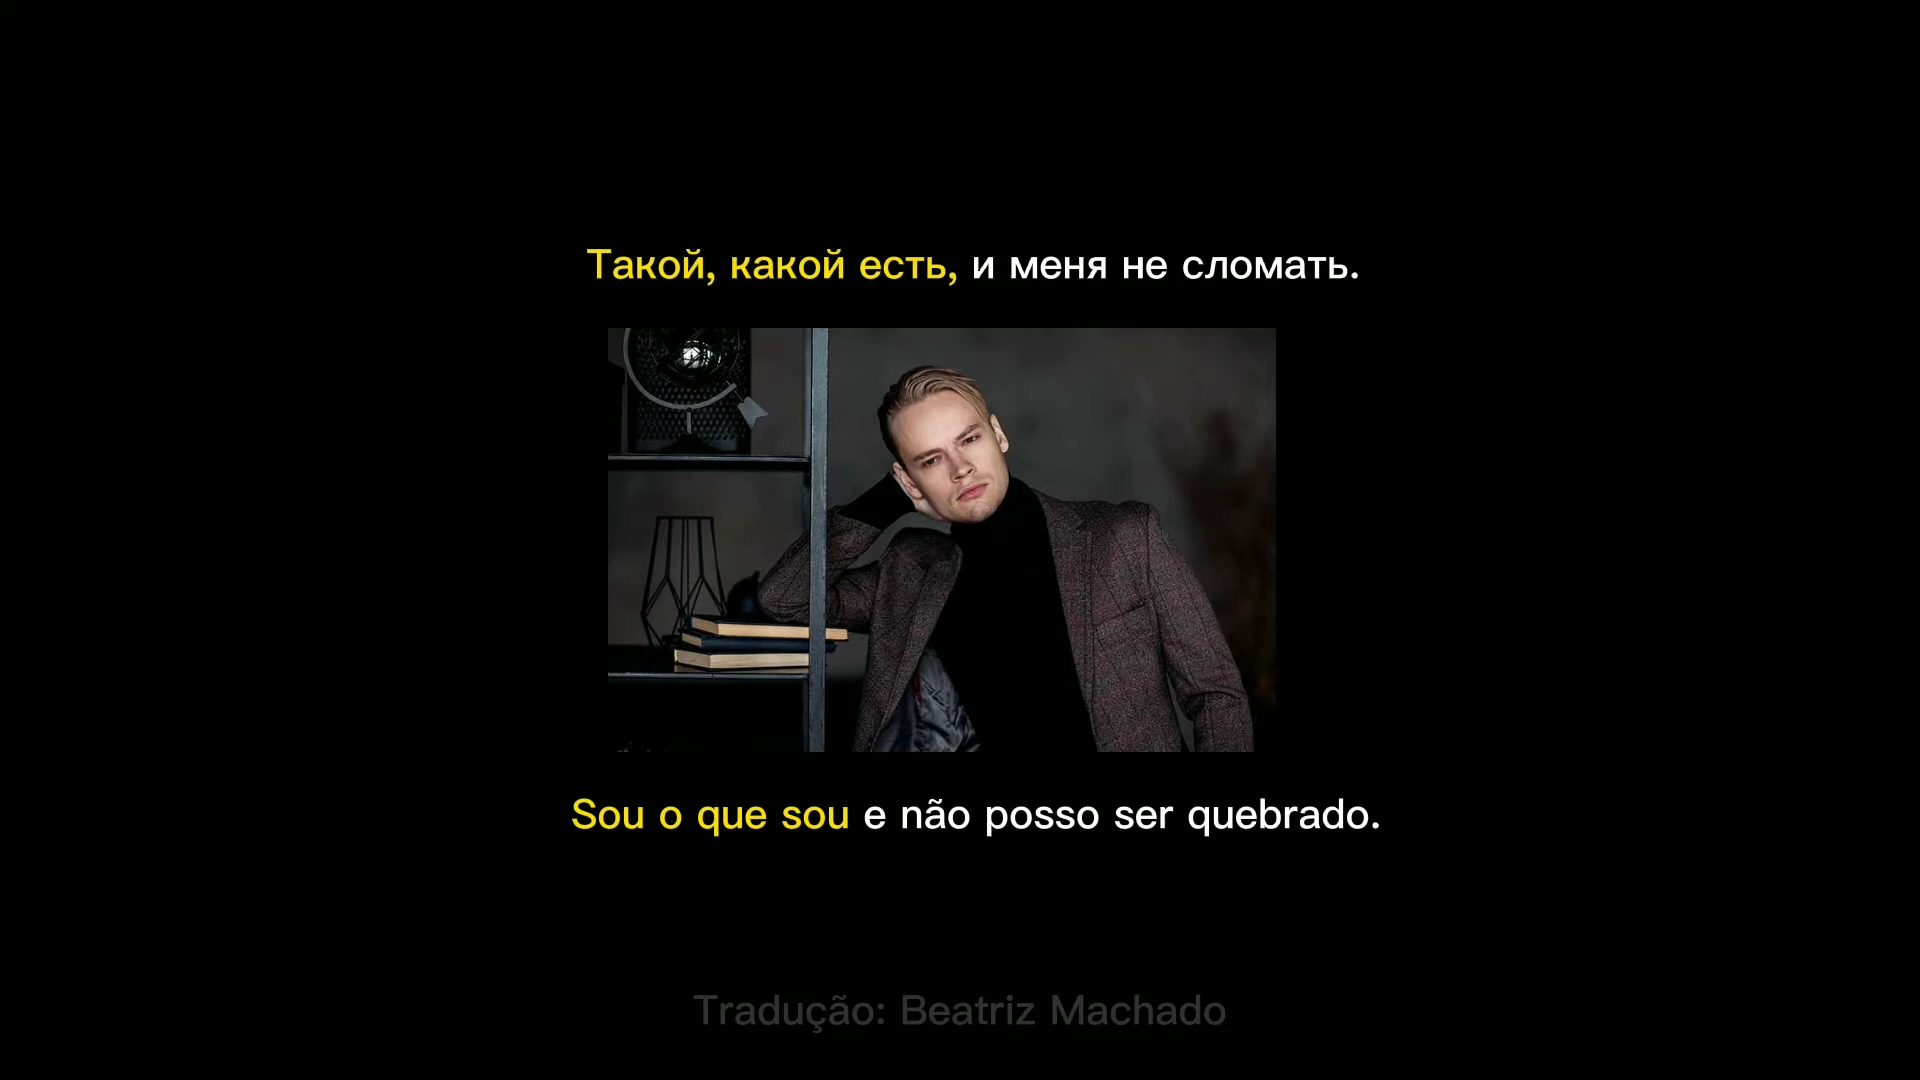 Такой, какой есть, и меня не сломать.
Sou o que sou e não posso ser quebrado.
Tradução: Beatriz Machado